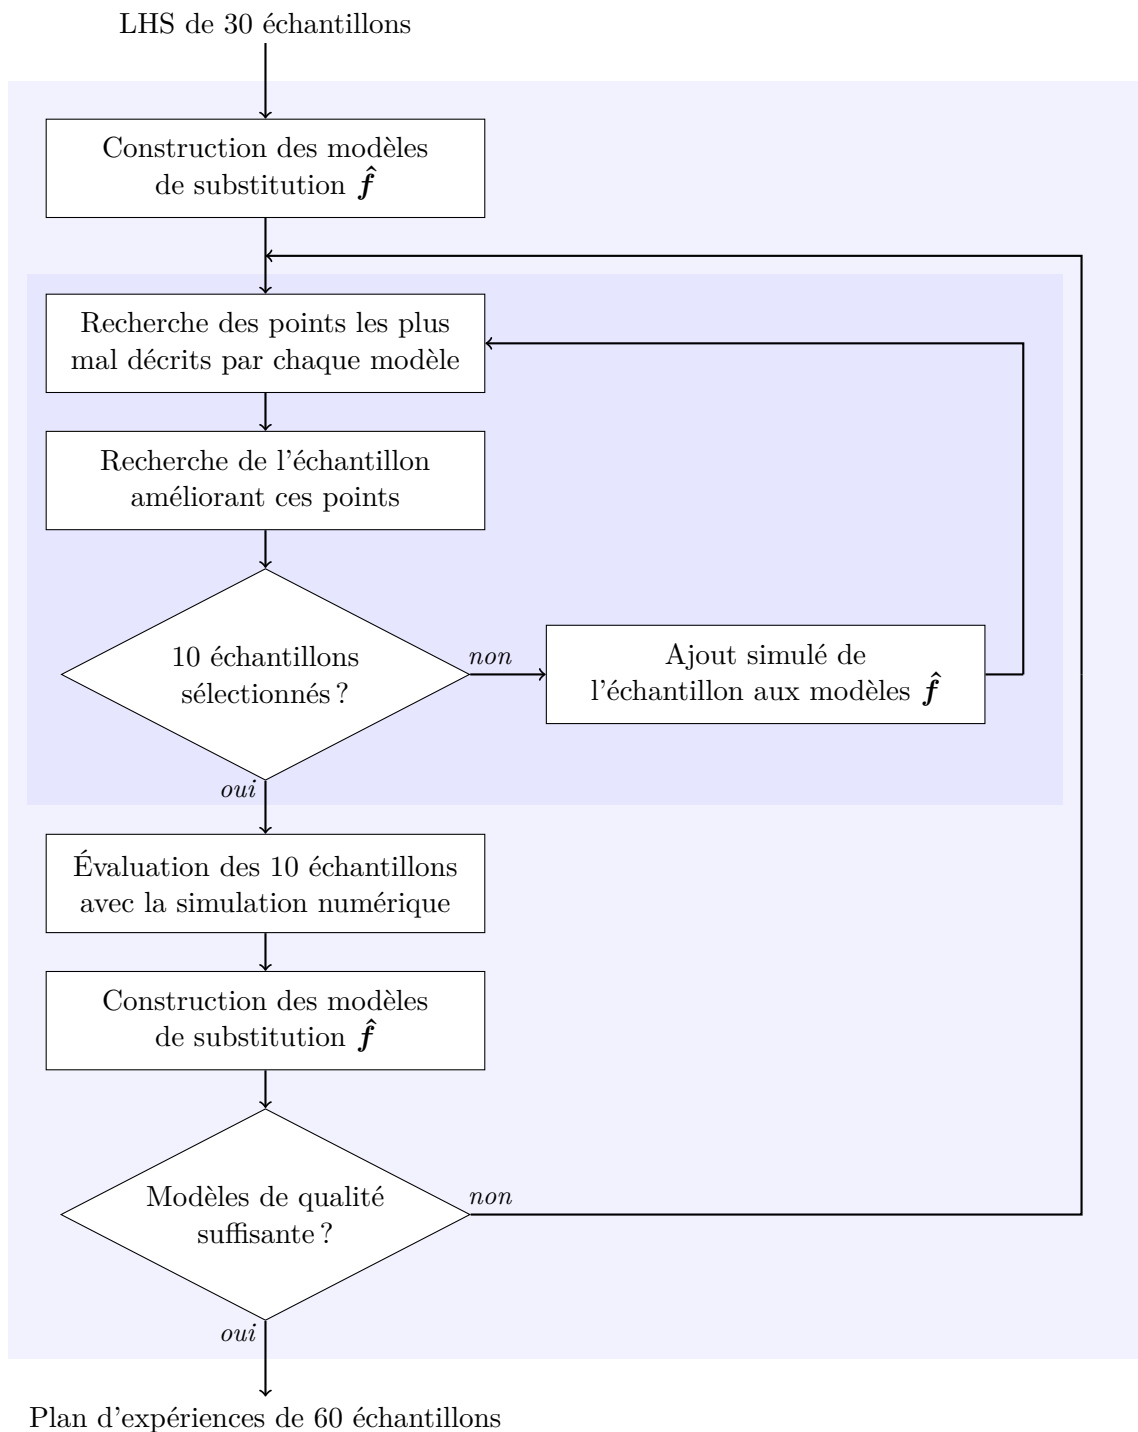 LHS de 30 échantillons
Construction des modèles
de substitution f̂
Recherche des points les plus
mal décrits par chaque modèle
Recherche de l'échantillon
améliorant ces points
10 échantillons
sélectionnés ?
non
Ajout simulé de
l'échantillon aux modèles f̂
oui
Évaluation des 10 échantillons
avec la simulation numérique
Construction des modèles
de substitution f̂
Modèles de qualité
suffisante ?
non
oui
Plan d'expériences de 60 échantillons